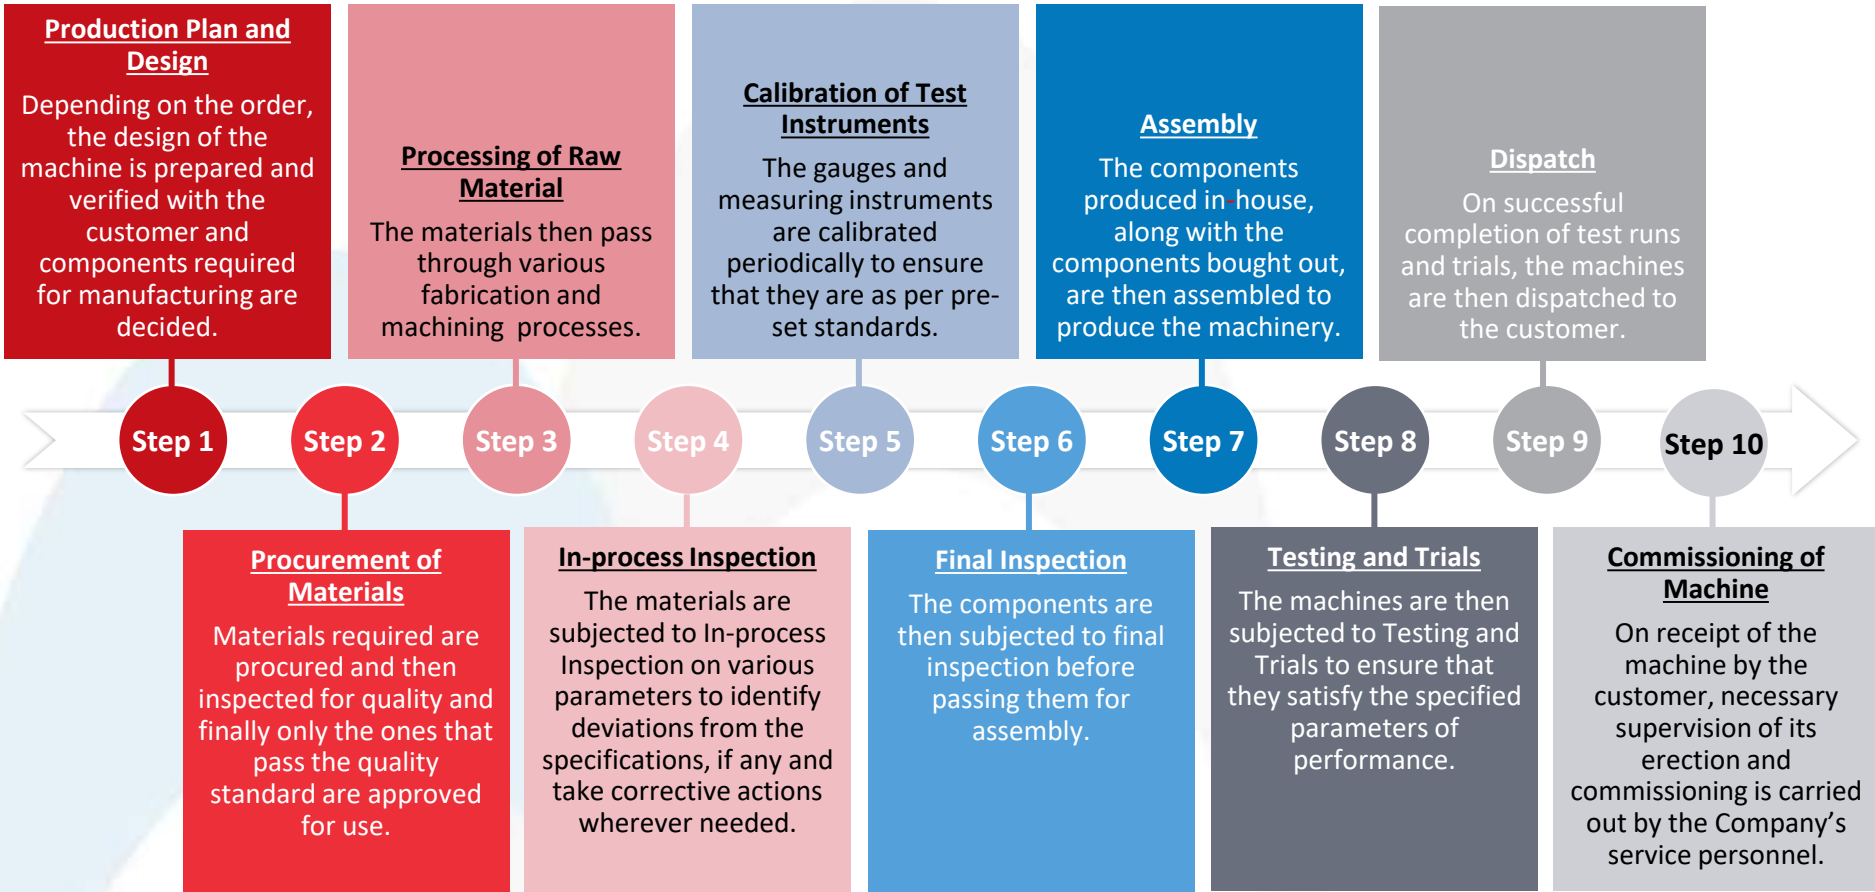 Production Plan and
Design
Depending on the order,
the design of the
machine is prepared and
verified with the
customer and
components required
for manufacturing are
decided.
Processing of Raw
Material
The materials then pass
through various
fabrication and
machining  processes.
Calibration of Test
Instruments
The gauges and
measuring instruments
are calibrated
periodically to ensure
that they are as per pre-
set standards.
Assembly
The components
produced in-house,
along with the
components bought out,
are then assembled to
produce the machinery.
Dispatch
On successful
completion of test runs
and trials, the machines
are then dispatched to
the customer.
Step 1
Step 2
Step 3
Step 4
Step 5
Step 6
Step 7
Step 8
Step 9
Step 10
Procurement of
Materials
Materials required are
procured and then
inspected for quality and
finally only the ones that
pass the quality
standard are approved
for use.
In-process Inspection
The materials are
subjected to In-process
Inspection on various
parameters to identify
deviations from the
specifications, if any and
take corrective actions
wherever needed.
Final Inspection
The components are
then subjected to final
inspection before
passing them for
assembly.
Testing and Trials
The machines are then
subjected to Testing and
Trials to ensure that
they satisfy the specified
parameters of
performance.
Commissioning of
Machine
On receipt of the
machine by the
customer, necessary
supervision of its
erection and
commissioning is carried
out by the Company's
service personnel.